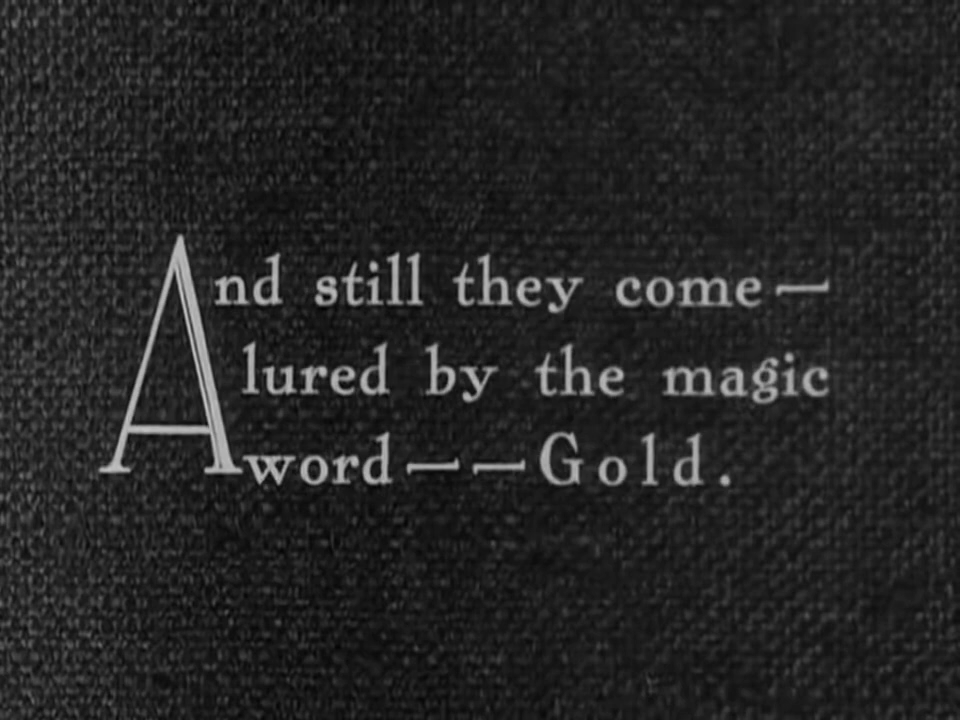 And still they come—
lured by the magic
word——Gold.